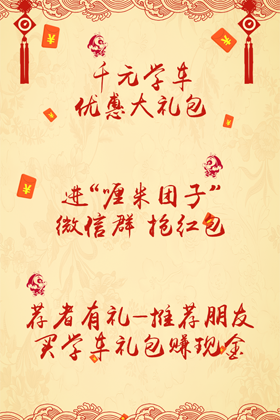 千元学车
优惠大礼包
进“厘米团子”
微信群 抢红包
荐者有礼—推荐朋友
买学车礼包赚现金